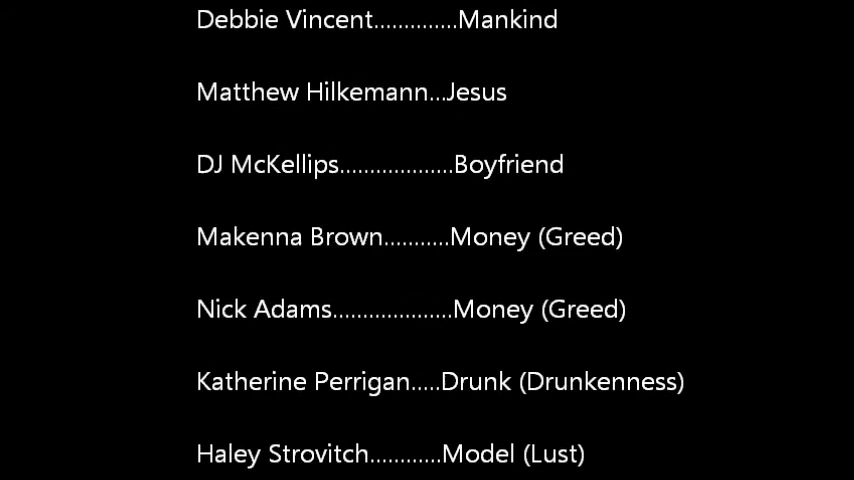 Debbie Vincent..............Mankind
Matthew Hilkemann...Jesus
DJ McKellips...................Boyfriend
Makenna Brown...........Money (Greed)
Nick Adams....................Money (Greed)
Katherine Perrigan.....Drunk (Drunkenness)
Haley Strovitch............Model (Lust)